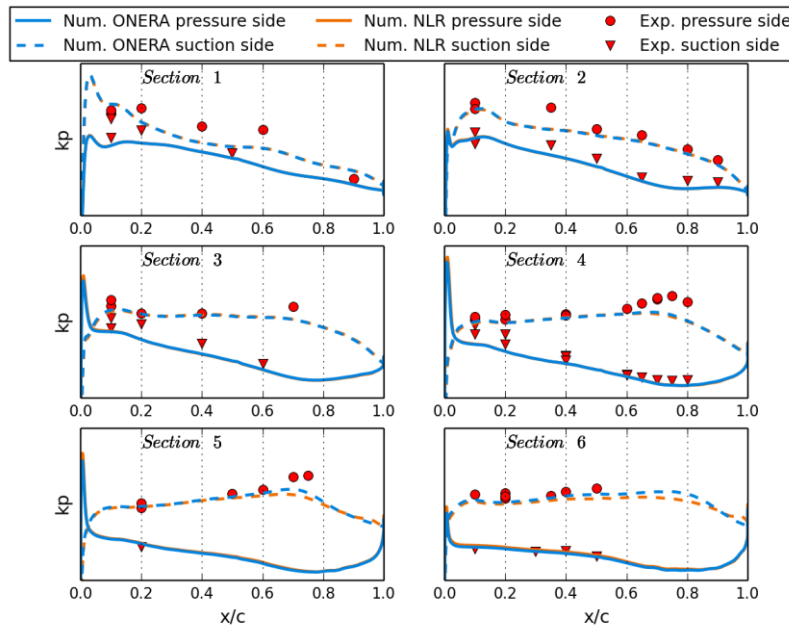 Num. ONERA pressure side Num. NLR pressure side Exp. pressure side
Num. ONERA suction side Num. NLR suction side Exp. suction side
Section 1 Section 2
kp kp
0.0 0.2 0.4 0.6 0.8 1.0 0.0 0.2 0.4 0.6 0.8 1.0
Section 3 Section 4
kp kp
0.0 0.2 0.4 0.6 0.8 1.0 0.0 0.2 0.4 0.6 0.8 1.0
Section 5 Section 6
kp kp
0.0 0.2 0.4 0.6 0.8 1.0 0.0 0.2 0.4 0.6 0.8 1.0
x/c x/c